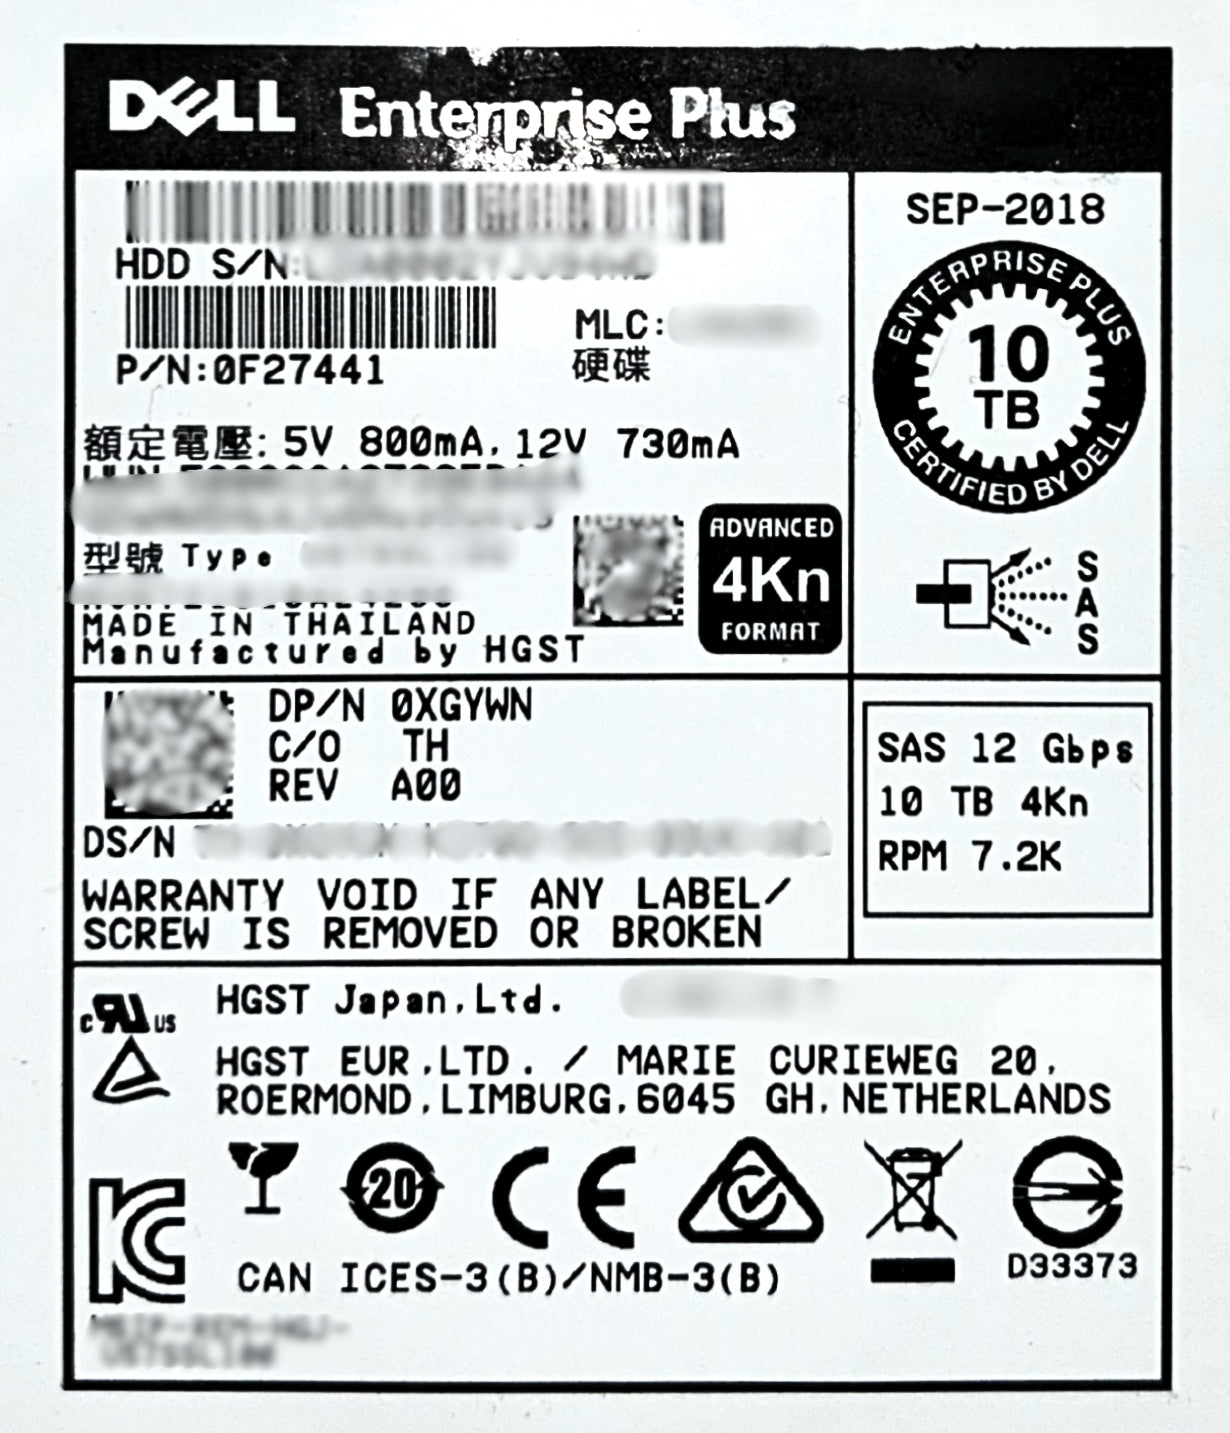 DELL Enterprise Plus
HDD S/N:
MLC:
P/N:0F27441
硬碟
額定電壓: 5V 800mA, 12V 730mA
型號 Type
MADE IN THAILAND
Manufactured by HGST
ADVANCED
4Kn
FORMAT
SEP-2018
ENTERPRISE PLUS
10
TB
CERTIFIED BY DELL
SAS
DP/N 0XGYWN
C/O TH
REV A00
DS/N
WARRANTY VOID IF ANY LABEL/
SCREW IS REMOVED OR BROKEN
SAS 12 Gbps
10 TB 4Kn
RPM 7.2K
c RU US
HGST Japan,Ltd.
HGST EUR,LTD. / MARIE CURIEWEG 20,
ROERMOND,LIMBURG,6045 GH,NETHERLANDS
20
CE
D33373
CAN ICES-3(B)/NMB-3(B)